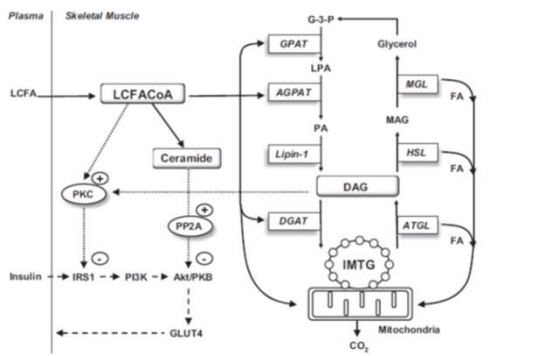 Plasma
Skeletal Muscle
G-3-P
GPAT
Glycerol
LPA
LCFA
LCFACoA
AGPAT
MGL
FA
PA
MAG
Ceramide
Lipin-1
HSL
FA
PKC
+
DAG
PP2A
+
DGAT
ATGL
FA
-
-
IMTG
Insulin
IRS1
PI3K
Akt/PKB
Mitochondria
GLUT4
CO2